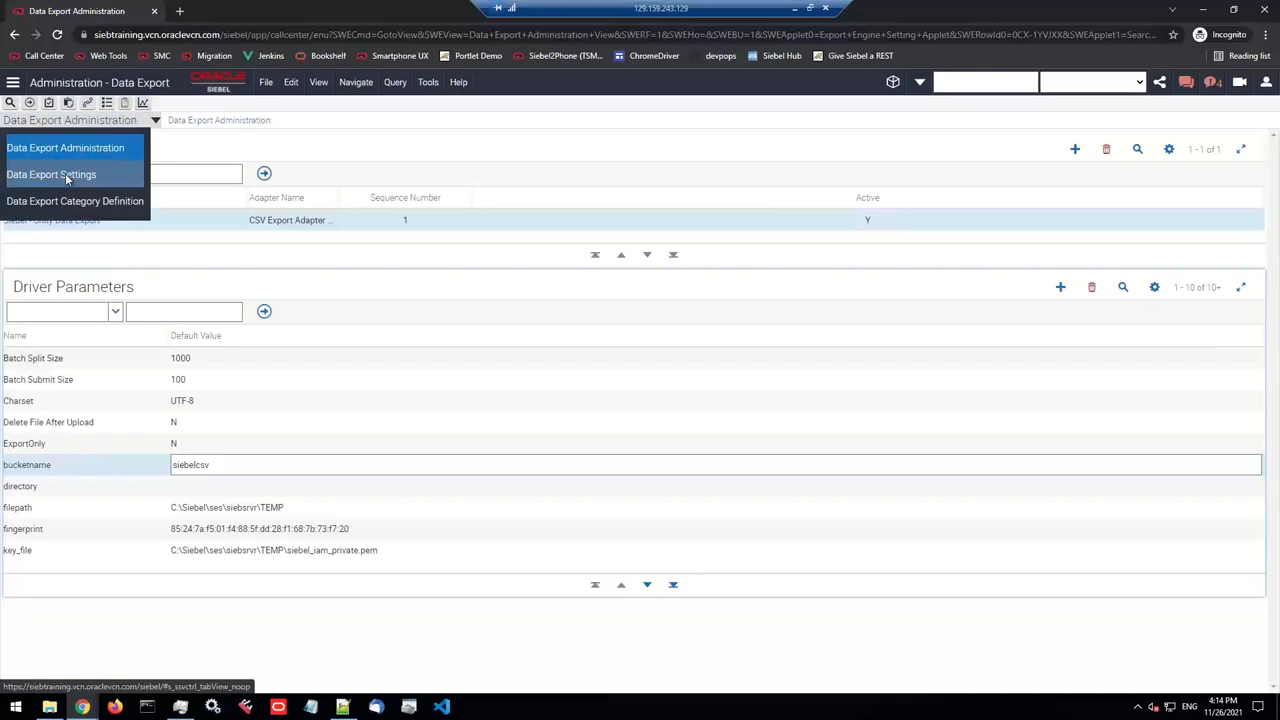 Data Export Administration
129.159.243.129
siebtraining.vcn.oraclevcn.com/siebel/app/callcenter/enu?SWECmd=GotoView&SWEView=Data+Export+Administration+View&SWERF=1&SWEHo=&SWEBU=1&SWEApplet0=Export+Engine+Setting+Applet&SWERowId0=0CX-1YVJXX&SWEApplet1=Searc...
Incognito
Call Center
Web Tools
SMC
Migration
Jenkins
Bookshelf
Smartphone UX
Portlet Demo
Siebel2Phone (TSM...
ChromeDriver
devpops
Siebel Hub
Give Siebel a REST
Reading list
Administration - Data Export
ORACLE
SIEBEL
File Edit View Navigate Query Tools Help
4
Data Export Administration
Data Export Administration:
Data Export Administration
1 - 1 of 1
Data Export Settings
Adapter Name Sequence Number Active
Data Export Category Definition
Siebel - Unity Data Export CSV Export Adapter ... 1 Y
Driver Parameters
1 - 10 of 10+
Name Default Value
Batch Split Size 1000
Batch Submit Size 100
Charset UTF-8
Delete File After Upload N
ExportOnly N
bucketname siebelcsv
directory
filepath C:\Siebel\ses\siebsrvr\TEMP
fingerprint 85:24:7a:f5:01:f4:88:5f:dd:28:f1:68:7b:73:f7:20
key_file C:\Siebel\ses\siebsrvr\TEMP\siebel_iam_private.pem
https://siebtraining.vcn.oraclevcn.com/siebel/#s_ssvctrl_tabView_noop
ENG
4:14 PM
11/26/2021